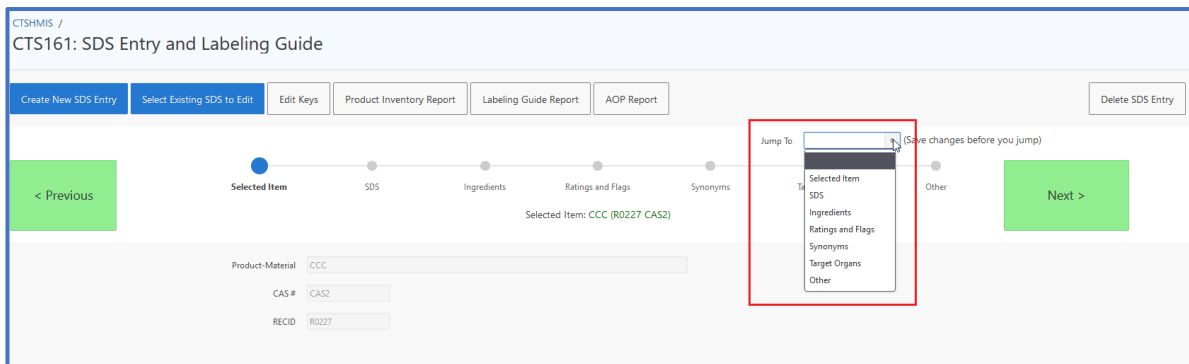 CTSHMIS /
CTS161: SDS Entry and Labeling Guide
Create New SDS Entry Select Existing SDS to Edit Edit Keys Product Inventory Report Labeling Guide Report AOP Report Delete SDS Entry
Jump To (Save changes before you jump)
< Previous
Selected Item SDS Ingredients Ratings and Flags Synonyms Ta Other
Next >
Selected Item: CCC (R0227 CAS2)
Selected Item
SDS
Ingredients
Ratings and Flags
Synonyms
Target Organs
Other
Product-Material CCC
CAS # CAS2
RECID R0227